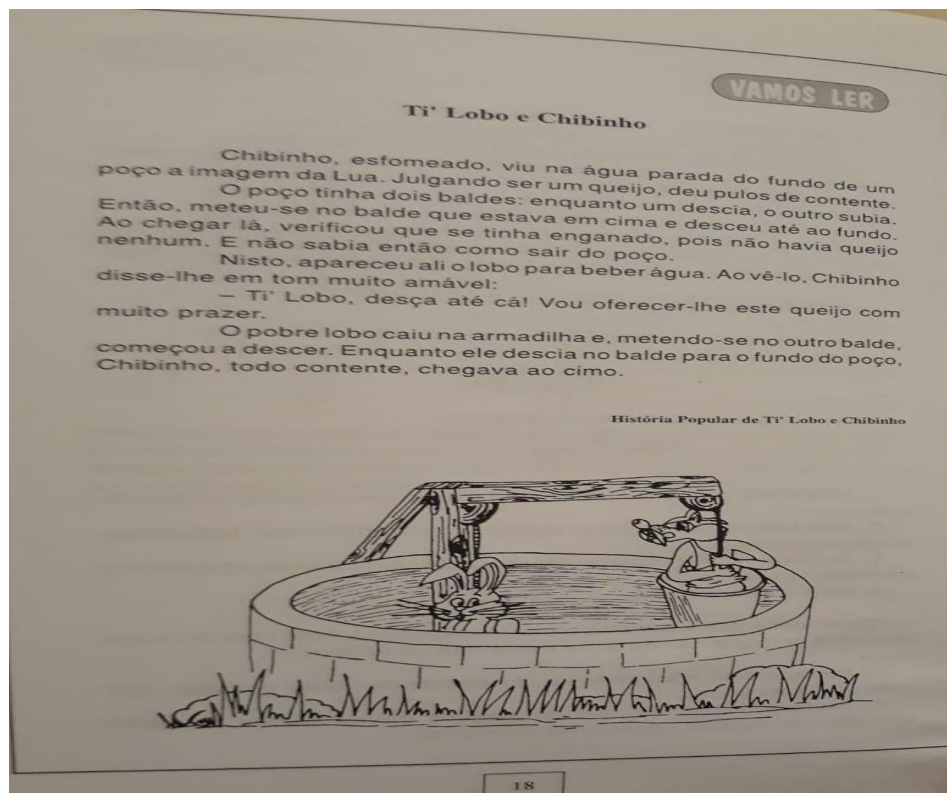 VAMOS LER
Ti' Lobo e Chibinho
Chibinho, esfomeado, viu na água parada do fundo de um
poço a imagem da Lua. Julgando ser um queijo, deu pulos de contente.
O poço tinha dois baldes: enquanto um descia, o outro subia.
Então, meteu-se no balde que estava em cima e desceu até ao fundo.
Ao chegar lá, verificou que se tinha enganado, pois não havia queijo
nenhum. E não sabia então como sair do poço.
Nisto, apareceu ali o lobo para beber água. Ao vê-lo, Chibinho
disse-lhe em tom muito amável:
– Ti' Lobo, desça até cá! Vou oferecer-lhe este queijo com
muito prazer.
O pobre lobo caiu na armadilha e, metendo-se no outro balde,
começou a descer. Enquanto ele descia no balde para o fundo do poço,
Chibinho, todo contente, chegava ao cimo.
História Popular de Ti' Lobo e Chibinho
18